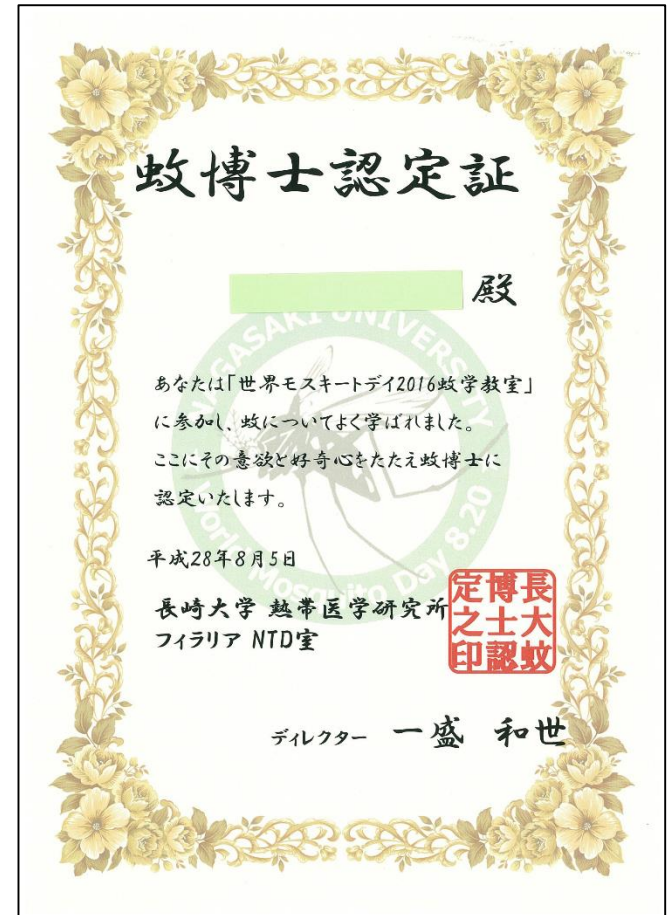 蚊博士認定証
殿
NAGASAKI UNIVERSITY
あなたは「世界モスキートデイ2016蚊学教室」
に参加し、蚊についてよく学ばれました。
ここにその意欲と好奇心をたたえ蚊博士に
認定いたします。
World Mosquito Day 8.20
平成28年8月5日
長崎大学 熱帯医学研究所
フィラリア NTD室
長大蚊
博士認
定之印
ディレクター 一盛 和世